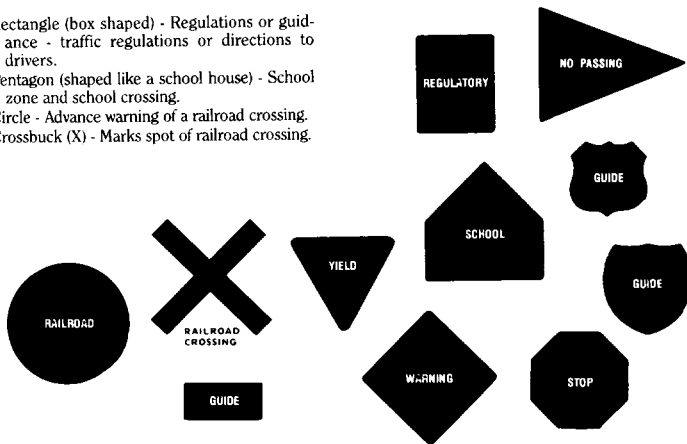 ectangle (box shaped) - Regulations or guid-
ance - traffic regulations or directions to
drivers.
entagon (shaped like a school house) - School
zone and school crossing.
ircle - Advance warning of a railroad crossing.
rossbuck (X) - Marks spot of railroad crossing.
REGULATORY
NO PASSING
GUIDE
SCHOOL
YIELD
GUIDE
RAILROAD
RAILROAD
CROSSING
WARNING
STOP
GUIDE